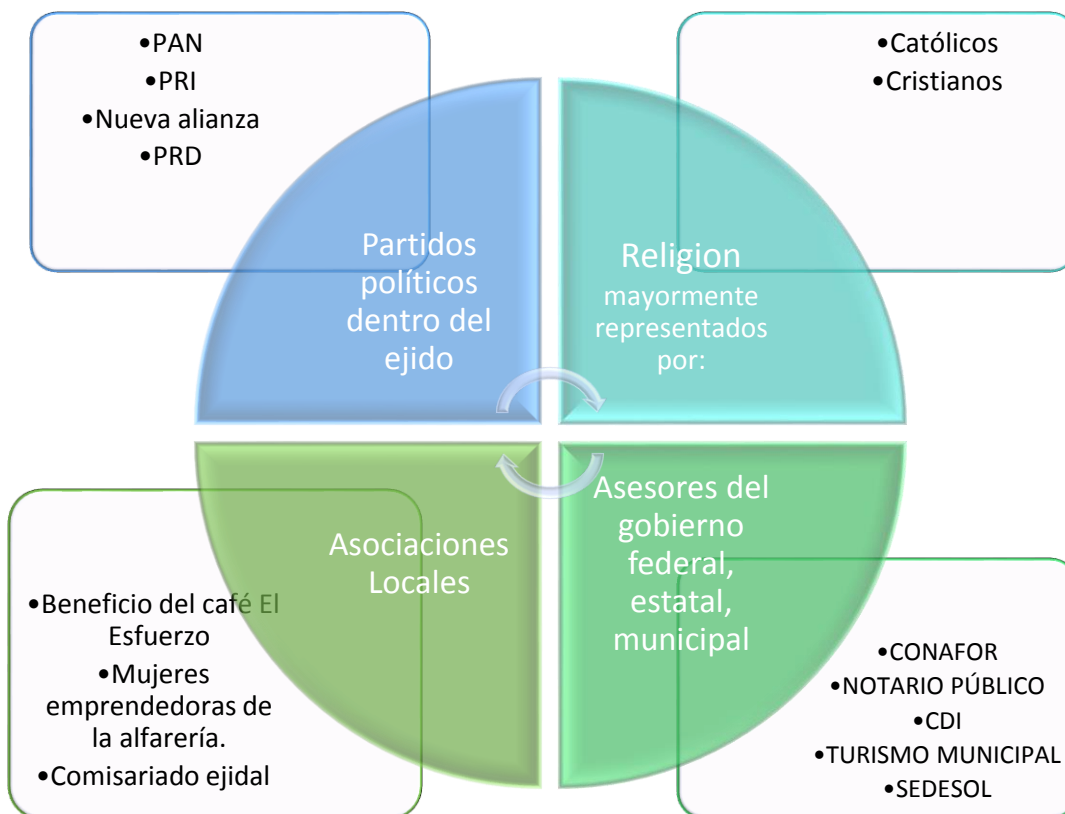 •PAN
•PRI
•Nueva alianza
•PRD
Partidos
políticos
dentro del
ejido
•Católicos
•Cristianos
Religion
mayormente
representados
por:
Asociaciones
Locales
•Beneficio del café El
Esfuerzo
•Mujeres
emprendedoras de
la alfarería.
•Comisariado ejidal
Asesores del
gobierno
federal,
estatal,
municipal
•CONAFOR
•NOTARIO PÚBLICO
•CDI
•TURISMO MUNICIPAL
•SEDESOL